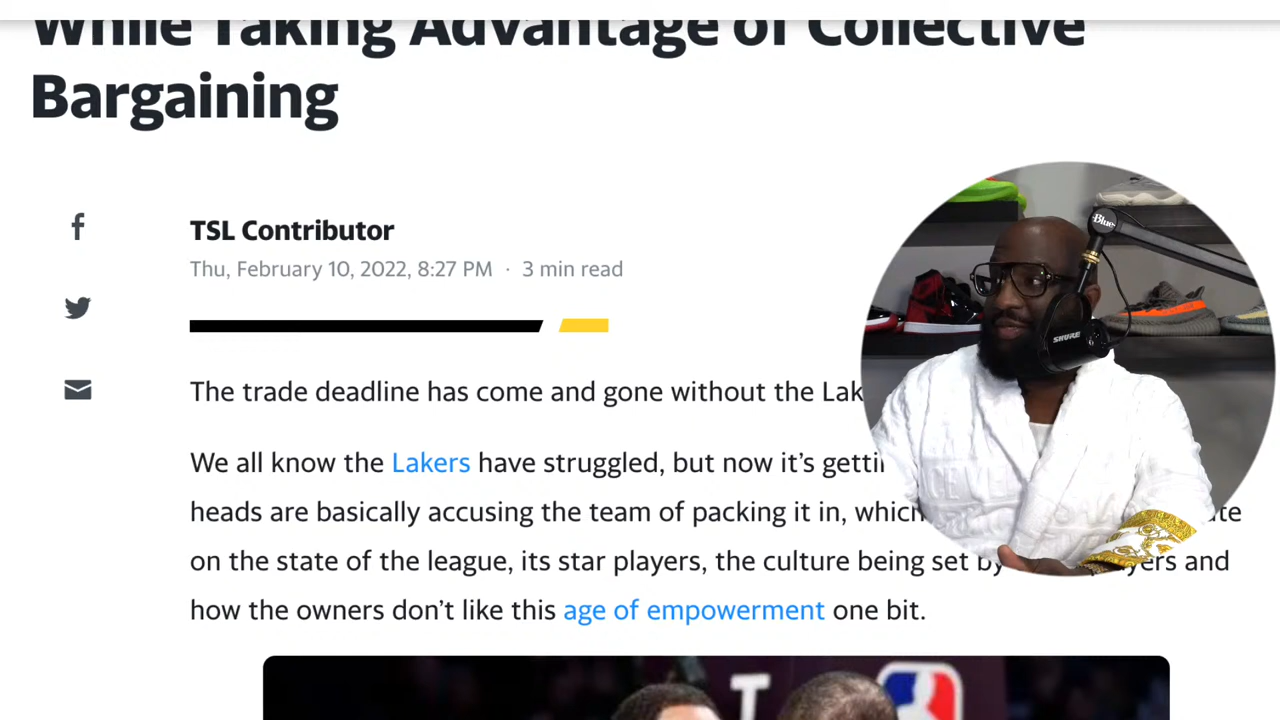 While Taking Advantage of Collective
Bargaining
TSL Contributor
Thu, February 10, 2022, 8:27 PM · 3 min read
The trade deadline has come and gone without the
We all know the Lakers have struggled, but now it's
heads are basically accusing the team of packing it in, which
on the state of the league, its star players, the culture being set by and
how the owners don't like this age of empowerment one bit.
Blue
SHURE